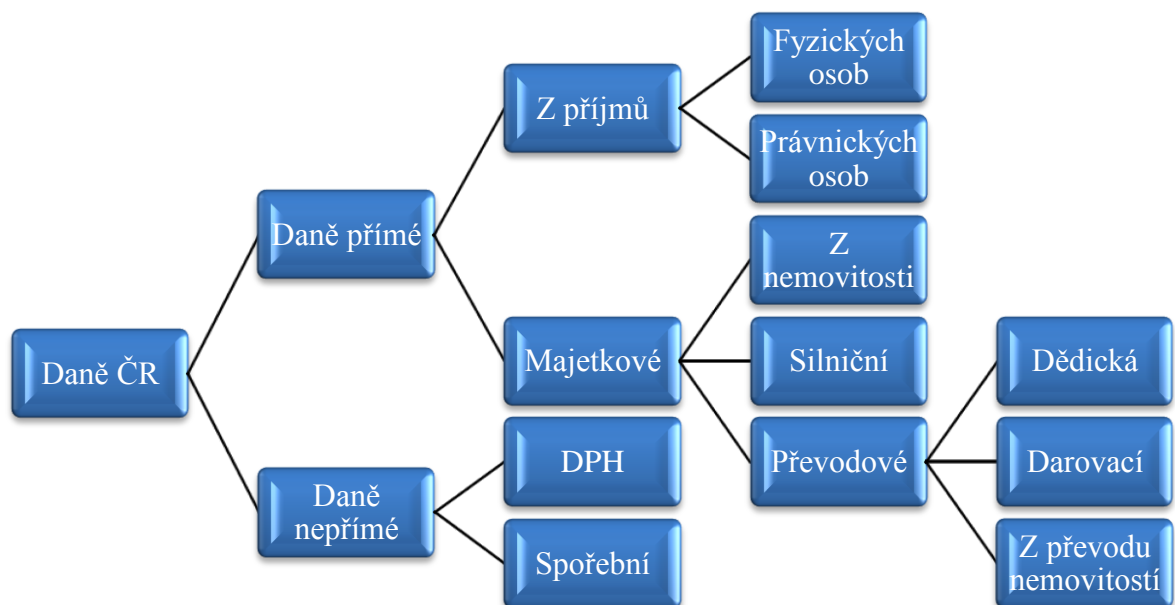 Fyzických
osob
Z příjmů
Právnických
osob
Daně přímé
Z
nemovitosti
Daně ČR
Majetkové
Silniční
Dědická
DPH
Převodové
Darovací
Daně
nepřímé
Spořební
Z převodu
nemovitostí